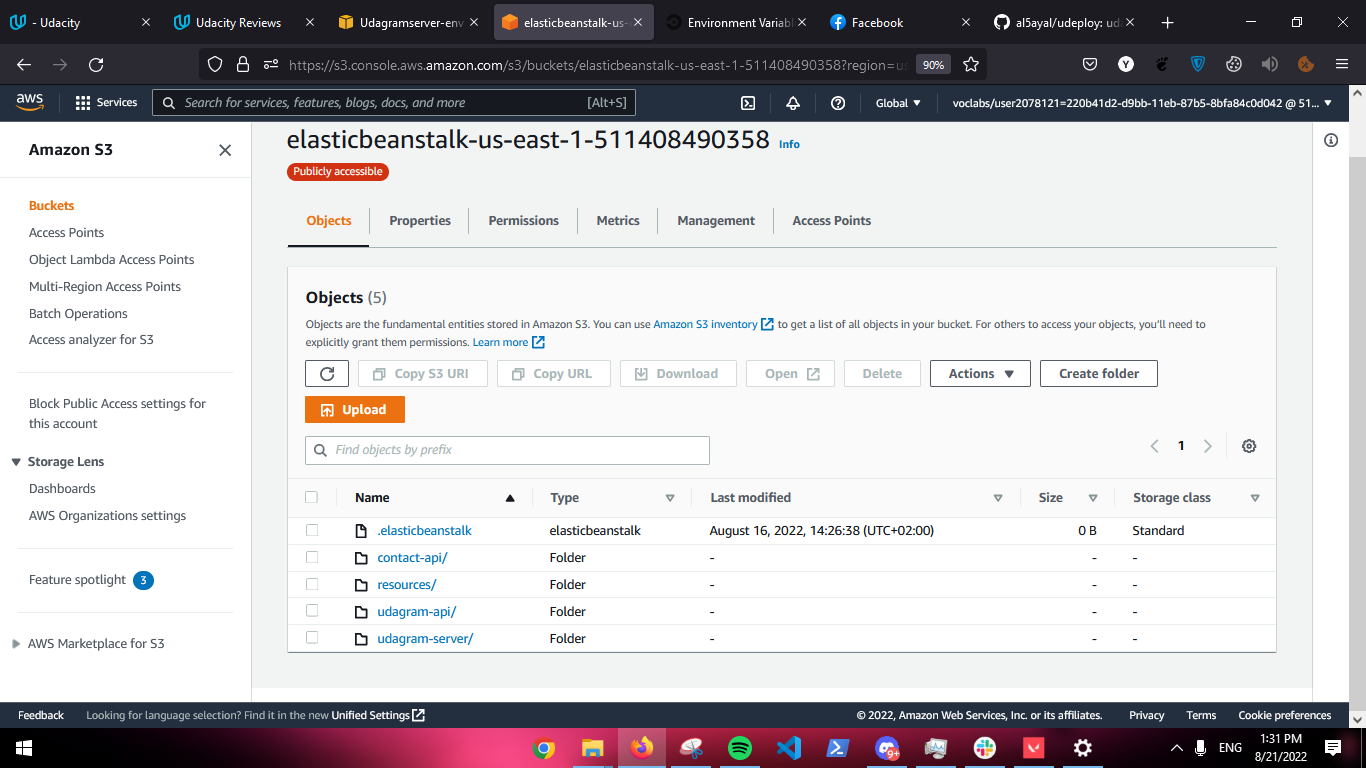 - Udacity
Udacity Reviews
Udagramserver-env
elasticbeanstalk-us-
Environment Variabl
Facebook
al5ayal/udeploy: uda
https://s3.console.aws.amazon.com/s3/buckets/elasticbeanstalk-us-east-1-511408490358?region=us
90%
aws
Services
Search for services, features, blogs, docs, and more
[Alt+S]
Global
voclabs/user2078121=220b41d2-d9bb-11eb-87b5-8bfa84c0d042 @ 51...
Amazon S3
Buckets
Access Points
Object Lambda Access Points
Multi-Region Access Points
Batch Operations
Access analyzer for S3
Block Public Access settings for
this account
Storage Lens
Dashboards
AWS Organizations settings
Feature spotlight 3
AWS Marketplace for S3
elasticbeanstalk-us-east-1-511408490358 Info
Publicly accessible
Objects
Properties
Permissions
Metrics
Management
Access Points
Objects (5)
Objects are the fundamental entities stored in Amazon S3. You can use Amazon S3 inventory to get a list of all objects in your bucket. For others to access your objects, you'll need to
explicitly grant them permissions. Learn more
Copy S3 URI
Copy URL
Download
Open
Delete
Actions
Create folder
Upload
Find objects by prefix
1
Name Type Last modified Size Storage class
.elasticbeanstalk elasticbeanstalk August 16, 2022, 14:26:38 (UTC+02:00) 0 B Standard
contact-api/ Folder - - -
resources/ Folder - - -
udagram-api/ Folder - - -
udagram-server/ Folder - - -
Feedback
Looking for language selection? Find it in the new Unified Settings
© 2022, Amazon Web Services, Inc. or its affiliates.
Privacy
Terms
Cookie preferences
9+
ENG
1:31 PM
8/21/2022